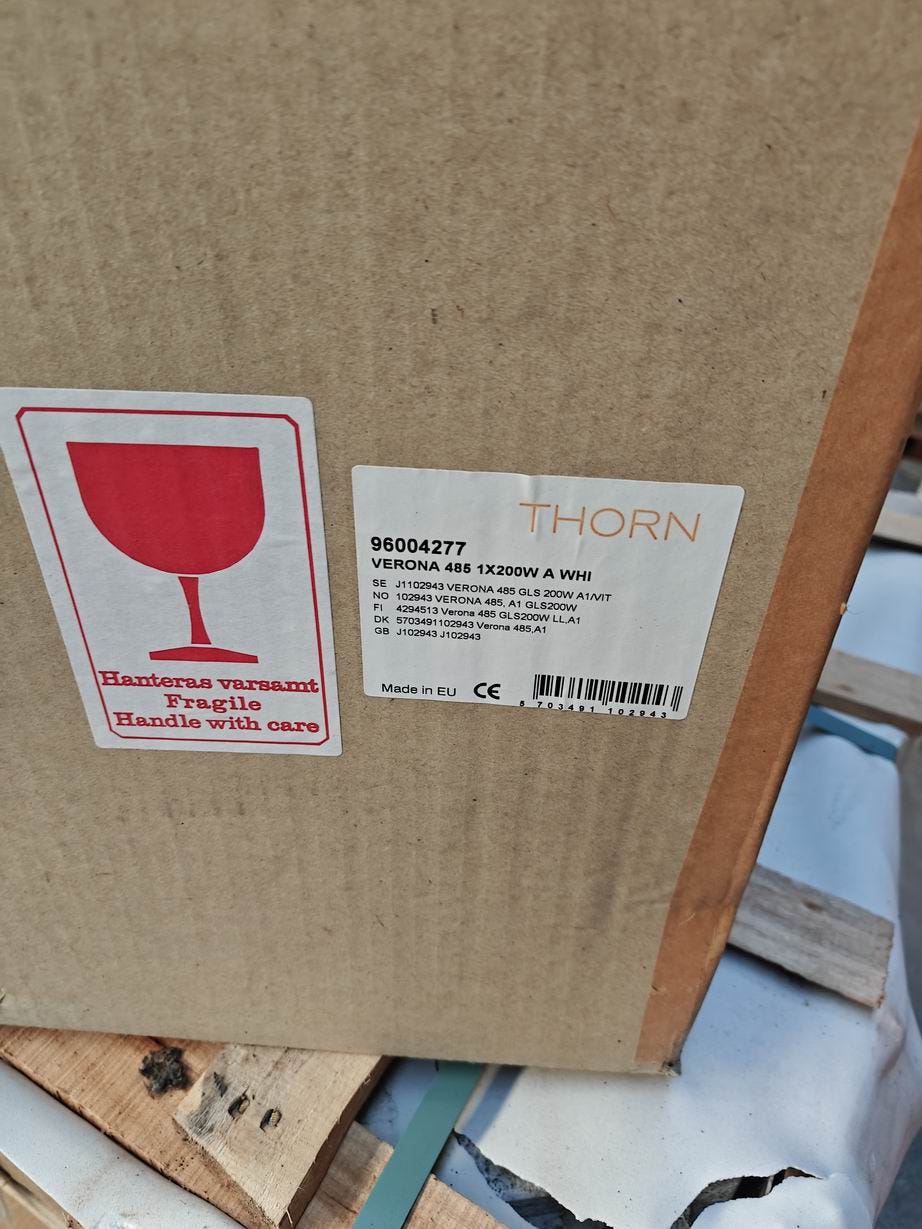 Hanteras varsamt
Fragile
Handle with care
THORN
96004277
VERONA 485 1X200W A WHI
SE J1102943 VERONA 485 GLS 200W A1/VIT
NO 102943 VERONA 485, A1 GLS200W
FI 4294513 Verona 485 GLS200W LL,A1
DK 5703491102943 Verona 485,A1
GB J102943 J102943
Made in EU CE
5 703491 102943